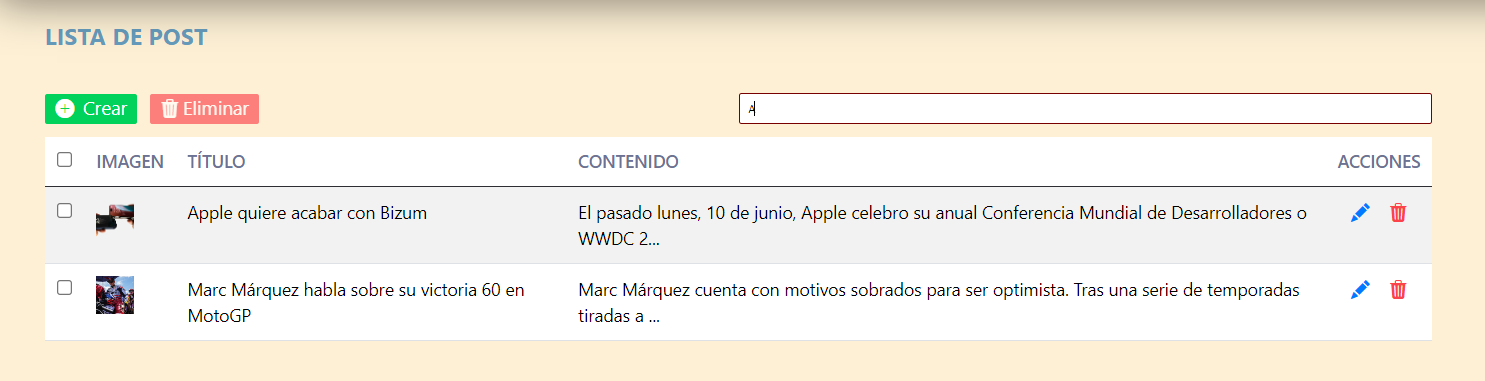 LISTA DE POST
Crear Eliminar A
IMAGEN TÍTULO CONTENIDO ACCIONES
Apple quiere acabar con Bizum El pasado lunes, 10 de junio, Apple celebro su anual Conferencia Mundial de Desarrolladores o
WWDC 2...
Marc Márquez habla sobre su victoria 60 en Marc Márquez cuenta con motivos sobrados para ser optimista. Tras una serie de temporadas
MotoGP tiradas a ...